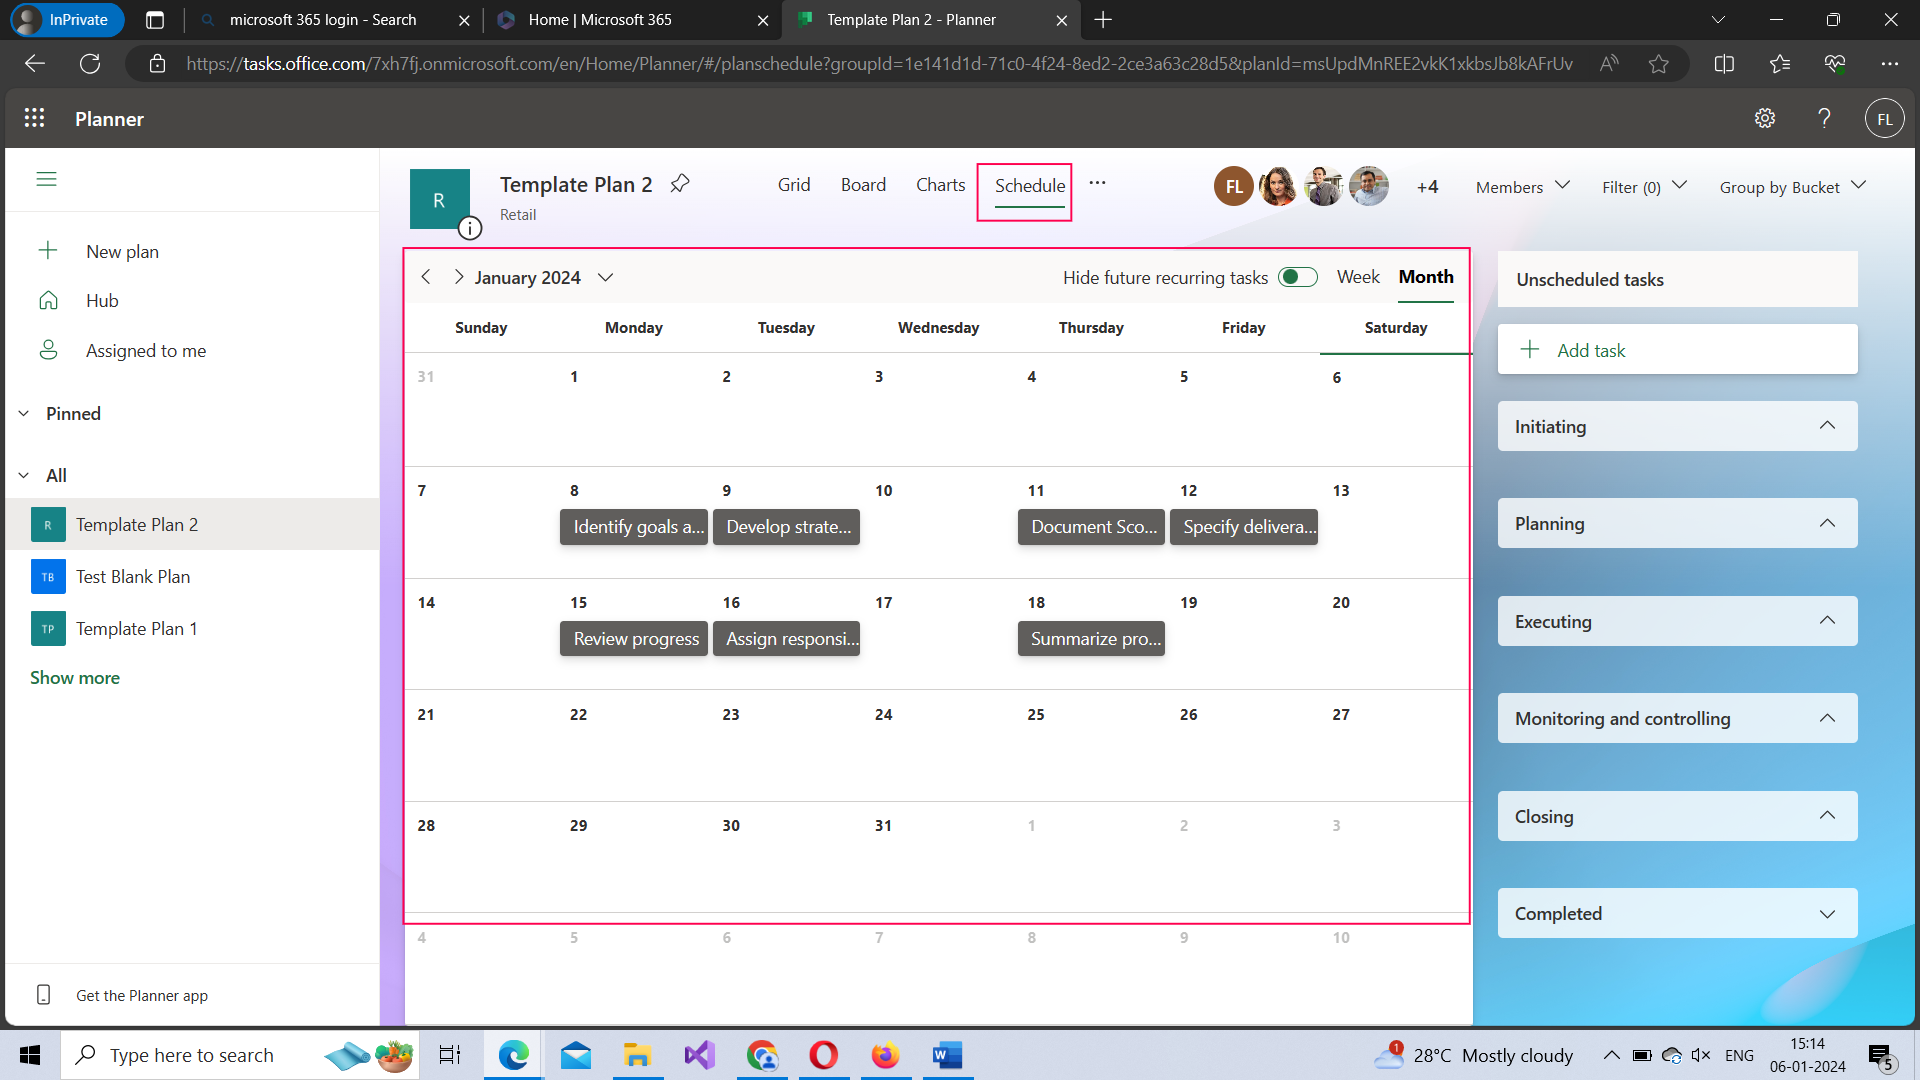 InPrivate
microsoft 365 login - Search
Home | Microsoft 365
Template Plan 2 - Planner
https://tasks.office.com/7xh7fj.onmicrosoft.com/en/Home/Planner/#/planschedule?groupId=1e141d1d-71c0-4f24-8ed2-2ce3a63c28d5&planId=msUpdMnREE2vkK1xkbsJb8kAFrUv
Planner
FL
New plan
Hub
Assigned to me
Pinned
All
R Template Plan 2
TB Test Blank Plan
TP Template Plan 1
Show more
Get the Planner app
R
Template Plan 2
Retail
Grid Board Charts Schedule ...
FL +4 Members Filter (0) Group by Bucket
January 2024
Hide future recurring tasks Week Month
Sunday Monday Tuesday Wednesday Thursday Friday Saturday
31 1 2 3 4 5 6
7 8 9 10 11 12 13
Identify goals a... Develop strate... Document Sco... Specify delivera...
14 15 16 17 18 19 20
Review progress Assign responsi... Summarize pro...
21 22 23 24 25 26 27
28 29 30 31 1 2 3
4 5 6 7 8 9 10
Unscheduled tasks
Add task
Initiating
Planning
Executing
Monitoring and controlling
Closing
Completed
Type here to search
1
28°C Mostly cloudy
ENG
15:14
06-01-2024
5